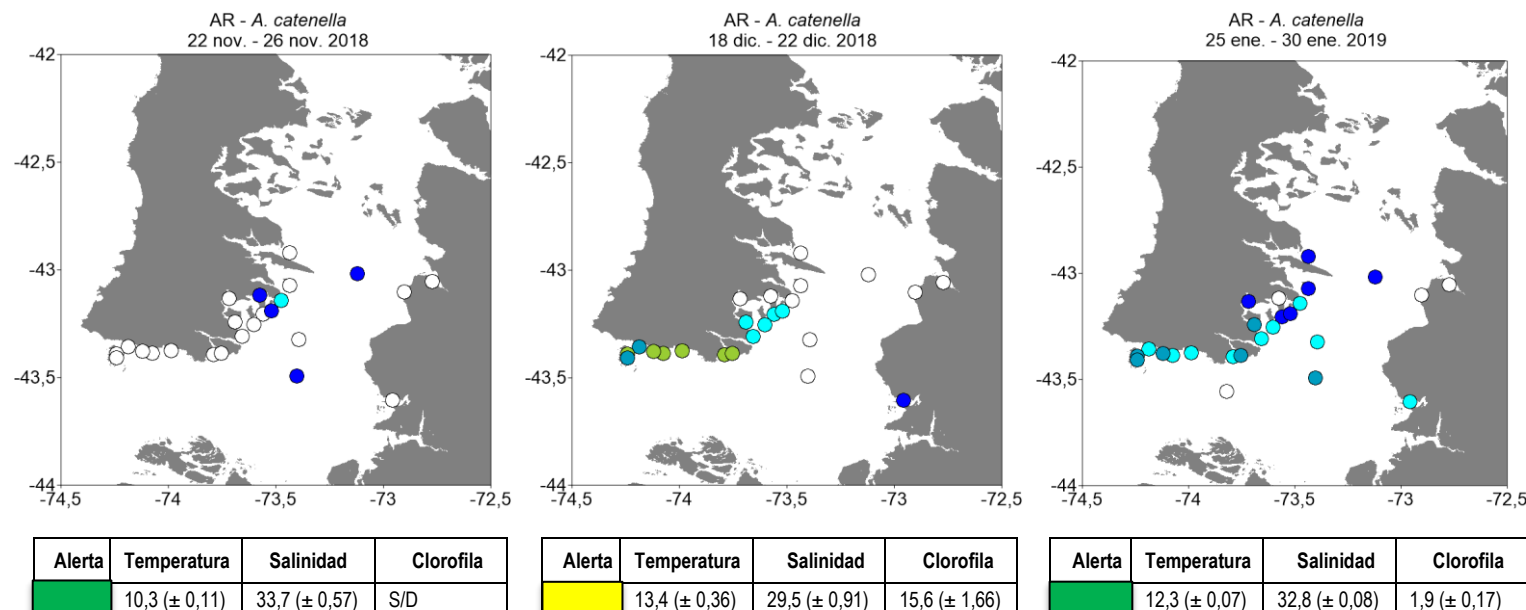 AR - A. catenella
22 nov. - 26 nov. 2018
-42
-42,5
-43
-43,5
-44
-74,5 -74 -73,5 -73 -72,5
Alerta Temperatura Salinidad Clorofila
10,3 (± 0,11) 33,7 (± 0,57) S/D
AR - A. catenella
18 dic. - 22 dic. 2018
-42
-42,5
-43
-43,5
-44
-74,5 -74 -73,5 -73 -72,5
Alerta Temperatura Salinidad Clorofila
13,4 (± 0,36) 29,5 (± 0,91) 15,6 (± 1,66)
AR - A. catenella
25 ene. - 30 ene. 2019
-42
-42,5
-43
-43,5
-44
-74,5 -74 -73,5 -73 -72,5
Alerta Temperatura Salinidad Clorofila
12,3 (± 0,07) 32,8 (± 0,08) 1,9 (± 0,17)